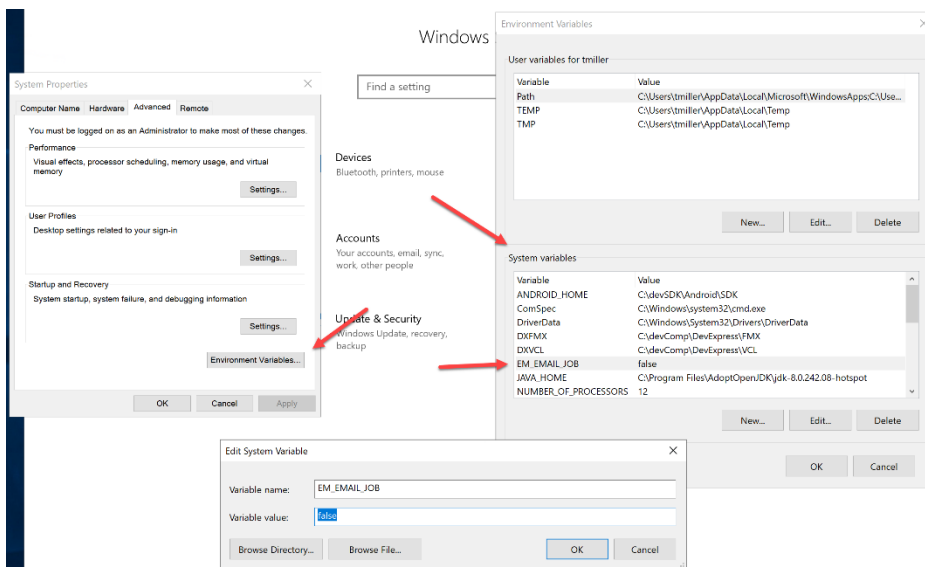 Windows
Find a setting
Devices
Bluetooth, printers, mouse
Accounts
Your accounts, email, sync,
work, other people
Update & Security
Windows Update, recovery,
backup
System Properties
Computer Name Hardware Advanced Remote
You must be logged on as an Administrator to make most of these changes.
Performance
Visual effects, processor scheduling, memory usage, and virtual
memory
Settings...
User Profiles
Desktop settings related to your sign-in
Settings...
Startup and Recovery
System startup, system failure, and debugging information
Settings...
Environment Variables...
OK Cancel Apply
Environment Variables
User variables for tmiller
Variable Value
Path C:\Users\tmiller\AppData\Local\Microsoft\WindowsApps;C:\Use...
TEMP C:\Users\tmiller\AppData\Local\Temp
TMP C:\Users\tmiller\AppData\Local\Temp
New... Edit... Delete
System variables
Variable Value
ANDROID_HOME C:\devSDK\Android\SDK
ComSpec C:\Windows\system32\cmd.exe
DriverData C:\Windows\System32\Drivers\DriverData
DXFMX C:\devComp\DevExpress\FMX
DXVCL C:\devComp\DevExpress\VCL
EM_EMAIL_JOB false
JAVA_HOME C:\Program Files\AdoptOpenJDK\jdk-8.0.242.08-hotspot
NUMBER_OF_PROCESSORS 12
New... Edit... Delete
OK Cancel
Edit System Variable
Variable name: EM_EMAIL_JOB
Variable value: false
Browse Directory... Browse File... OK Cancel